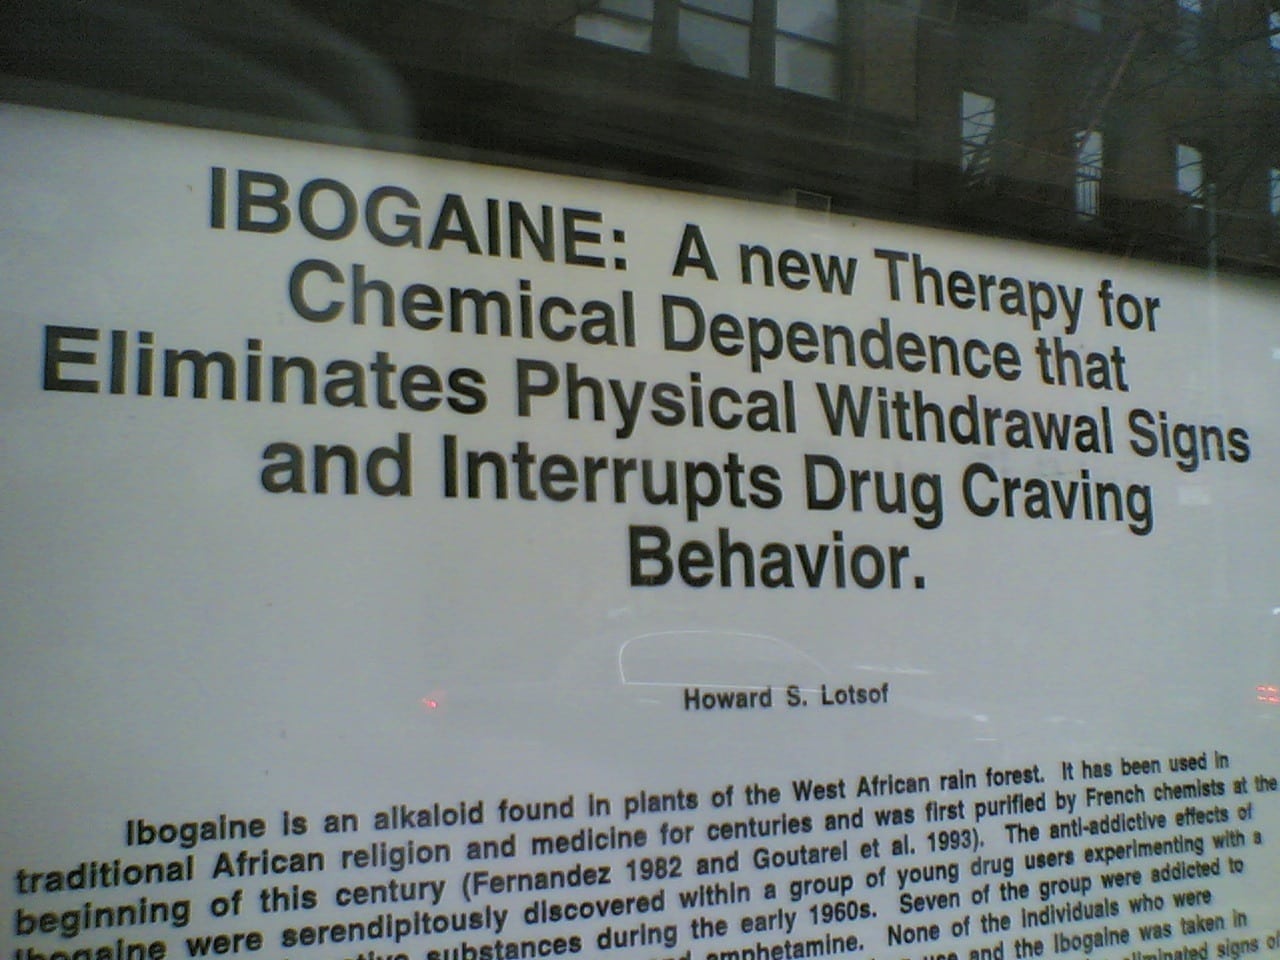 IBOGAINE: A new Therapy for
Chemical Dependence that
Eliminates Physical Withdrawal Signs
and Interrupts Drug Craving
Behavior.
Howard S. Lotsof
Ibogaine is an alkaloid found in plants of the West African rain forest. It has been used in
traditional African religion and medicine for centuries and was first purified by French chemists at the
beginning of this century (Fernandez 1982 and Goutarel et al. 1993). The anti-addictive effects of
Ibogaine were serendipitously discovered within a group of young drug users experimenting with a
substances during the early 1960s. Seven of the group were addicted to
amphetamine. None of the individuals who were
use and the Ibogaine was taken in
eliminated signs of